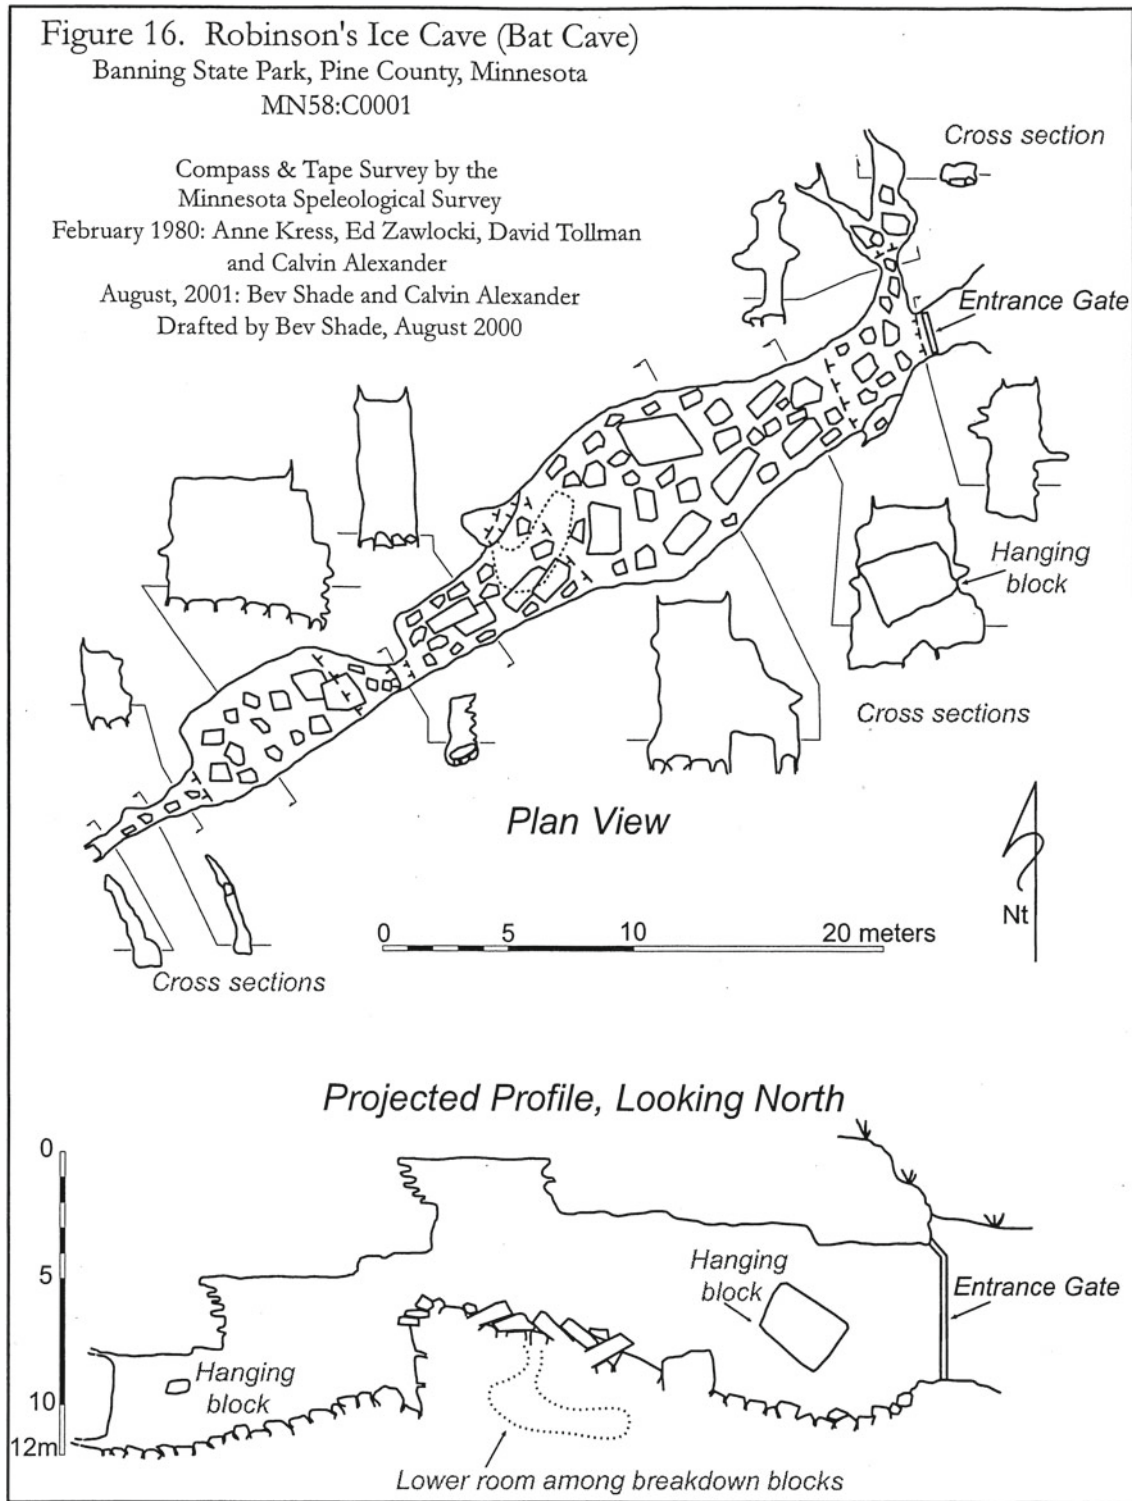 Figure 16. Robinson's Ice Cave (Bat Cave)
Banning State Park, Pine County, Minnesota
MN58:C0001
Compass & Tape Survey by the
Minnesota Speleological Survey
February 1980: Anne Kress, Ed Zawlocki, David Tollman
and Calvin Alexander
August, 2001: Bev Shade and Calvin Alexander
Drafted by Bev Shade, August 2000
Cross section
Entrance Gate
Hanging
block
Cross sections
Plan View
Nt
0 5 10 20 meters
Cross sections
Projected Profile, Looking North
0
5
10
12m
Hanging
block
Entrance Gate
Hanging
block
Lower room among breakdown blocks